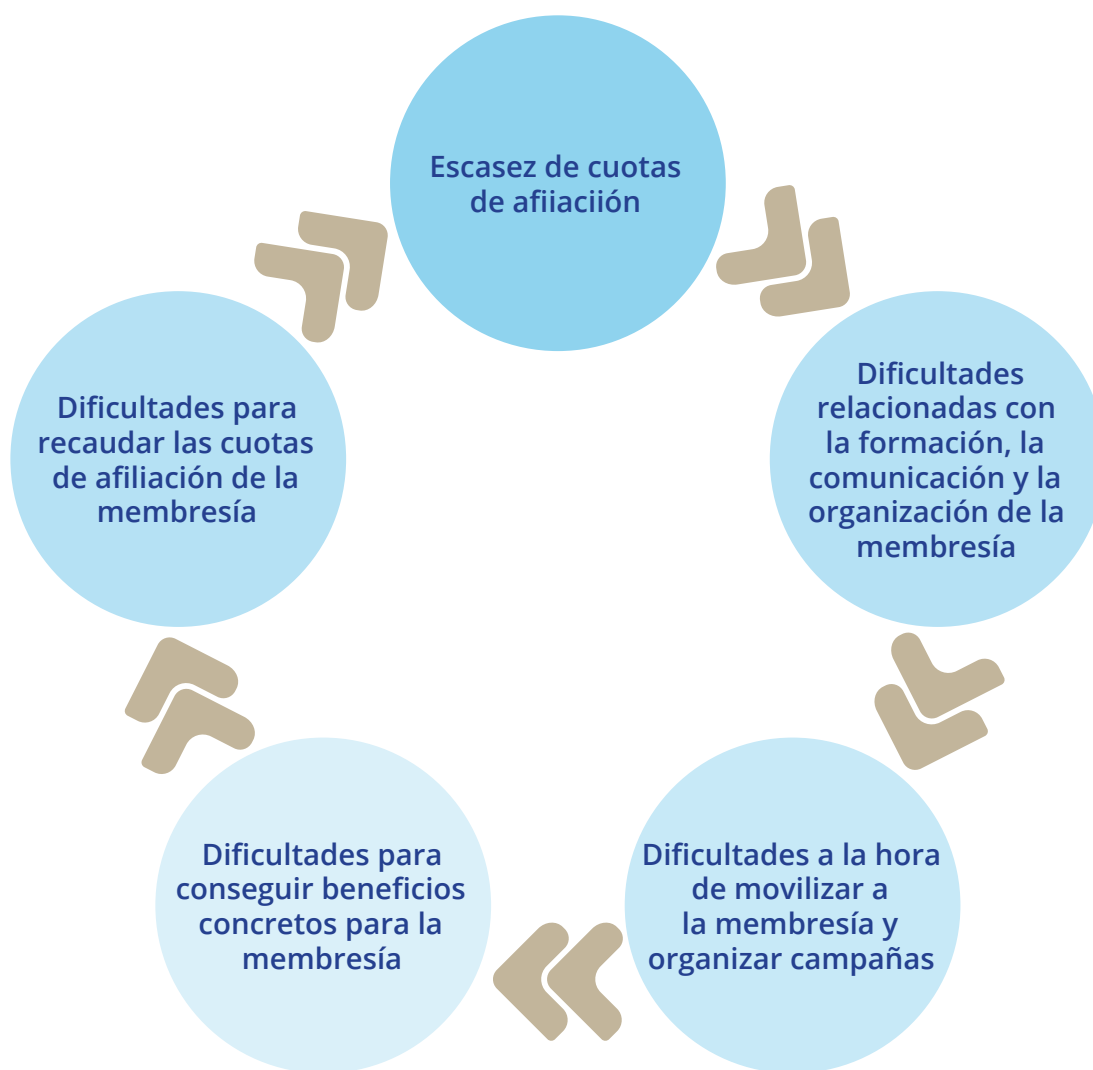 Escasez de cuotas
de afiiaciión
Dificultades
relacionadas con
la formación, la
comunicación y la
organización de la
membresía
Dificultades a la hora
de movilizar a
la membresía y
organizar campañas
Dificultades para
conseguir beneficios
concretos para la
membresía
Dificultades para
recaudar las cuotas
de afiliación de la
membresía